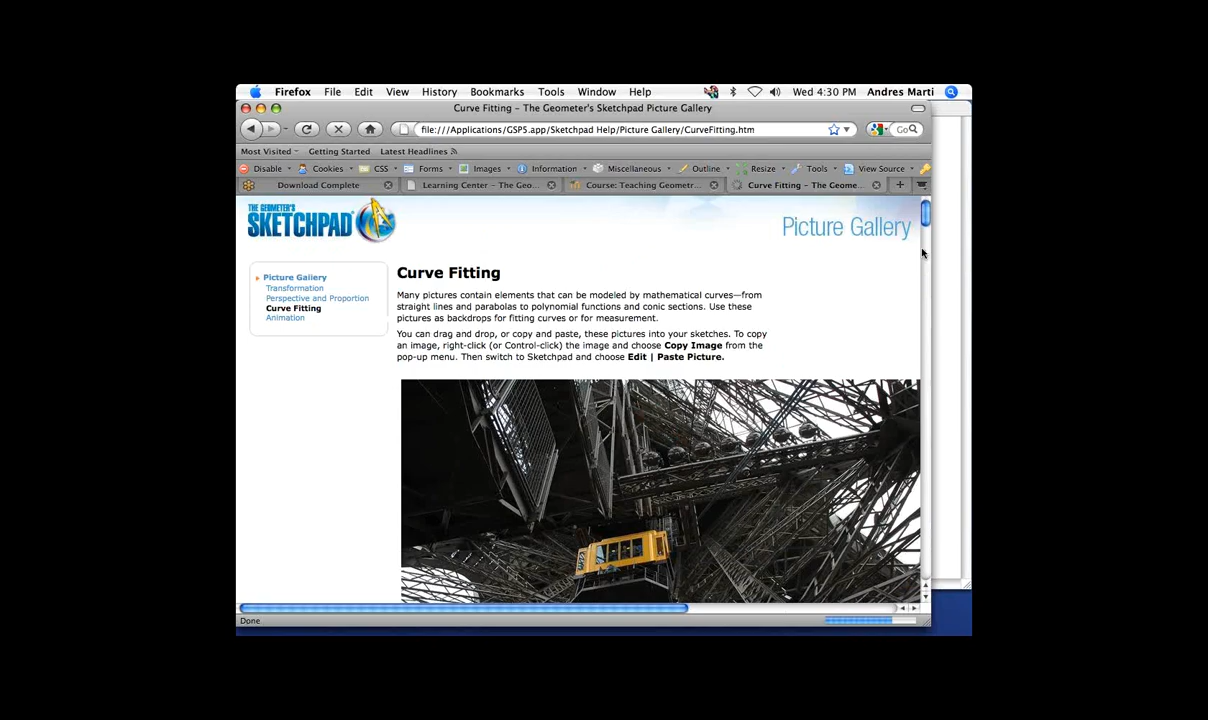 Firefox File Edit View History Bookmarks Tools Window Help Wed 4:30 PM Andres Marti
Curve Fitting – The Geometer's Sketchpad Picture Gallery
file:///Applications/GSP5.app/Sketchpad Help/Picture Gallery/CurveFitting.htm Go
Most Visited Getting Started Latest Headlines
Disable Cookies CSS Forms Images Information Miscellaneous Outline Resize Tools View Source
Download Complete Learning Center – The Geo... Course: Teaching Geometr... Curve Fitting – The Geome...
THE GEOMETER'S
SKETCHPAD
Picture Gallery
Picture Gallery
Transformation
Perspective and Proportion
Curve Fitting
Animation
Curve Fitting
Many pictures contain elements that can be modeled by mathematical curves—from
straight lines and parabolas to polynomial functions and conic sections. Use these
pictures as backdrops for fitting curves or for measurement.
You can drag and drop, or copy and paste, these pictures into your sketches. To copy
an image, right-click (or Control-click) the image and choose Copy Image from the
pop-up menu. Then switch to Sketchpad and choose Edit | Paste Picture.
Done